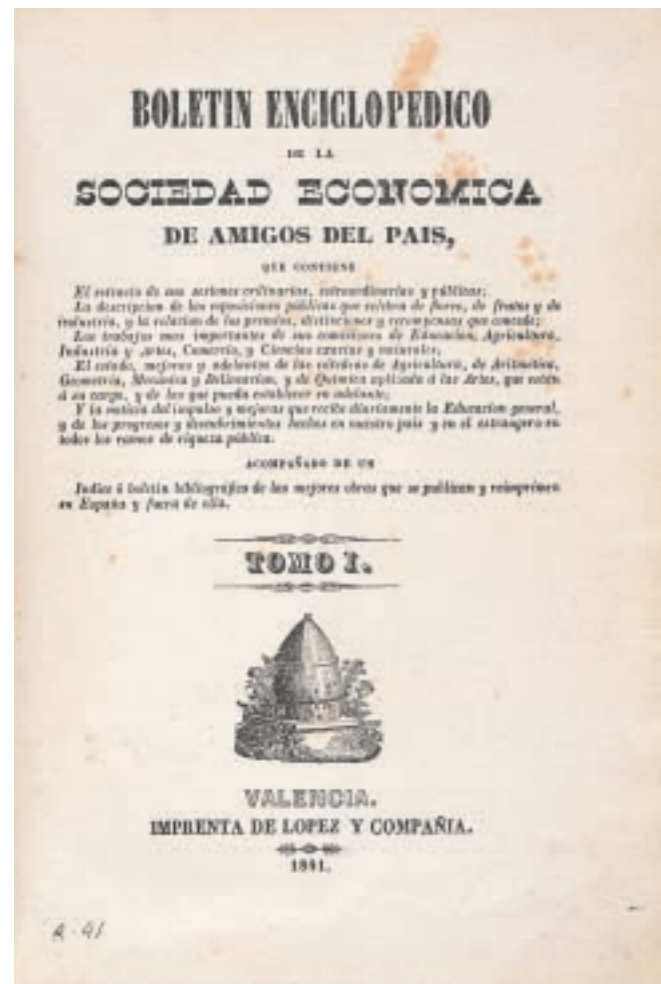 BOLETIN ENCICLOPEDICO
DE LA
SOCIEDAD ECONOMICA
DE AMIGOS DEL PAIS,
QUE CONTIENE
El estracto de sus sesiones ordinarias, estraordinarias y públicas;
La descripcion de las esposiciones públicas que celebra de flores, de frutos y de
industria, y la relacion de los premios, distinciones y recompensas que concede;
Los trabajos mas importantes de sus comisiones de Educacion, Agricultura,
Industria y Artes, Comercio, y Ciencias exactas y naturales;
El estado, mejoras y adelantos de las cátedras de Agricultura, de Aritmética,
Geometría, Mecánica y Delineacion, y de Química aplicada á las Artes, que están
á su cargo, y de las que pueda establecer en adelante;
Y la noticia del impulso y mejoras que recibe diariamente la Educacion general,
y de los progresos y descubrimientos hechos en nuestro pais y en el estrangero en
todos los ramos de riqueza pública.
ACOMPAÑADO DE UN
Indice ó boletin bibliográfico de las mejores obras que se publican y reimprimen
en España y fuera de ella.
TOMO I.
VALENCIA.
IMPRENTA DE LOPEZ Y COMPAÑIA.
1841.
A-91